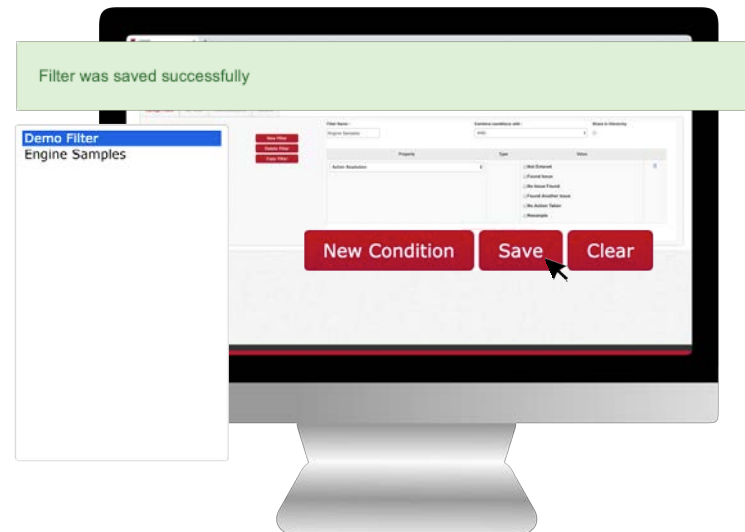 Filter was saved successfully
Demo Filter
Engine Samples
New Filter
Delete Filter
Copy Filter
Filter Name:
Engine Samples
Combine conditions with:
AND
Share in Hierarchy
Property
Type
Value
Action Resolution
Not Entered
Found Issue
No Issue Found
Found Another Issue
No Action Taken
Resample
New Condition
Save
Clear